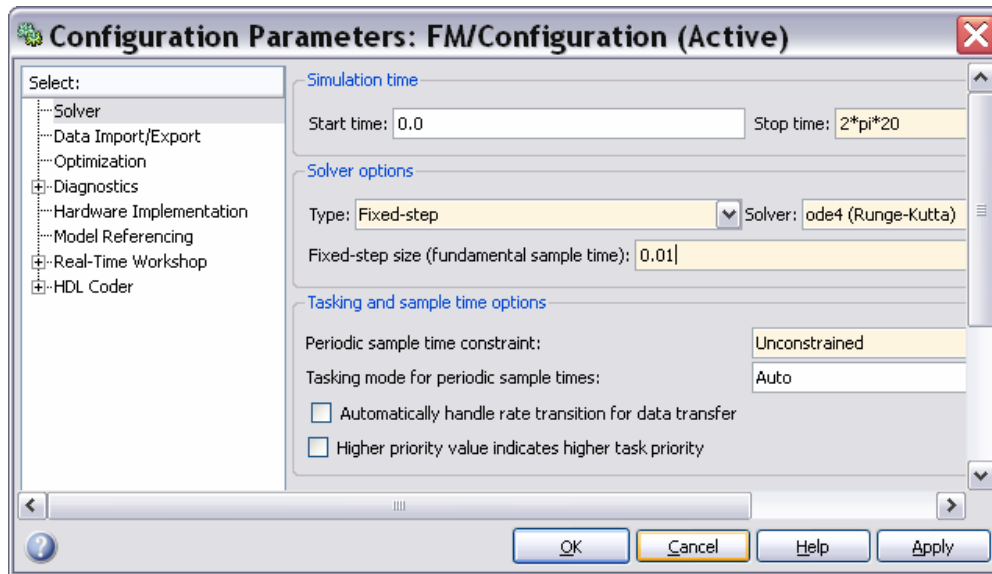 Configuration Parameters: FM/Configuration (Active)
Select:
Solver
Data Import/Export
Optimization
Diagnostics
Hardware Implementation
Model Referencing
Real-Time Workshop
HDL Coder
Simulation time
Start time: 0.0 Stop time: 2*pi*20
Solver options
Type: Fixed-step Solver: ode4 (Runge-Kutta)
Fixed-step size (fundamental sample time): 0.01
Tasking and sample time options
Periodic sample time constraint: Unconstrained
Tasking mode for periodic sample times: Auto
Automatically handle rate transition for data transfer
Higher priority value indicates higher task priority
OK Cancel Help Apply